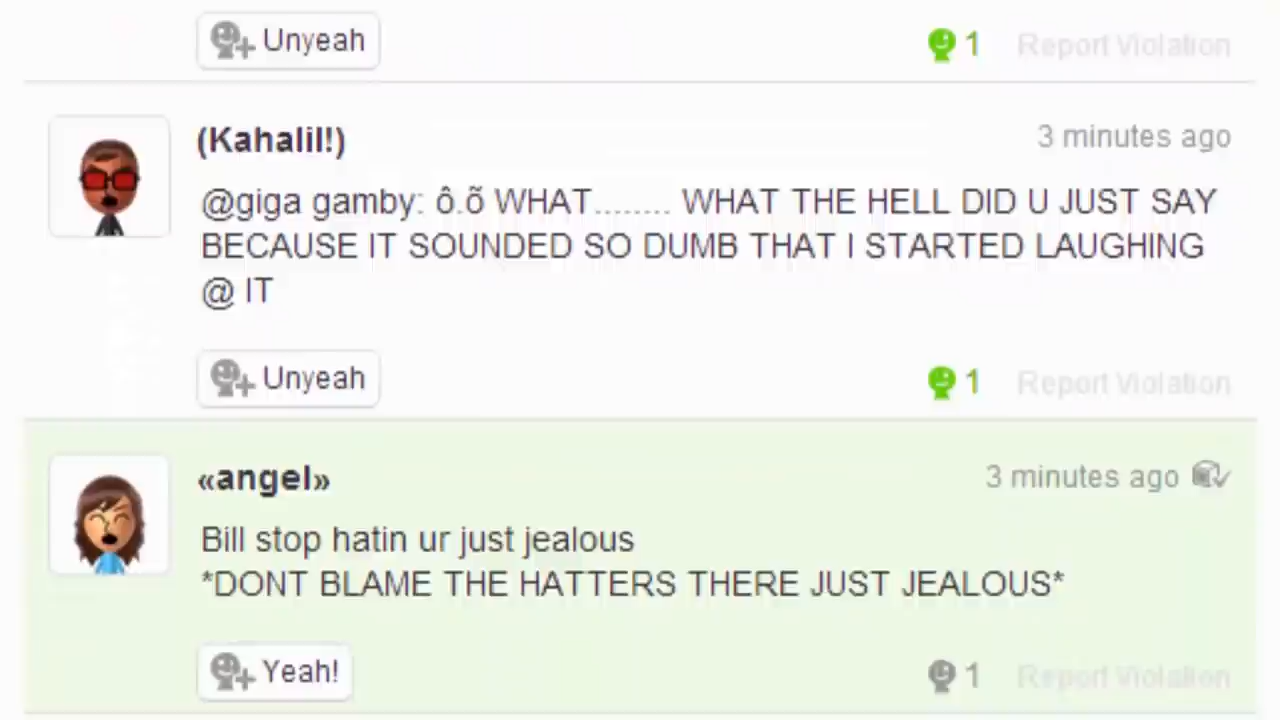 Unyeah
1 Report Violation
(Kahalil!) 3 minutes ago
@giga gamby: ô.õ WHAT........ WHAT THE HELL DID U JUST SAY
BECAUSE IT SOUNDED SO DUMB THAT I STARTED LAUGHING
@ IT
Unyeah
1 Report Violation
«angel» 3 minutes ago
Bill stop hatin ur just jealous
*DONT BLAME THE HATTERS THERE JUST JEALOUS*
Yeah!
1 Report Violation